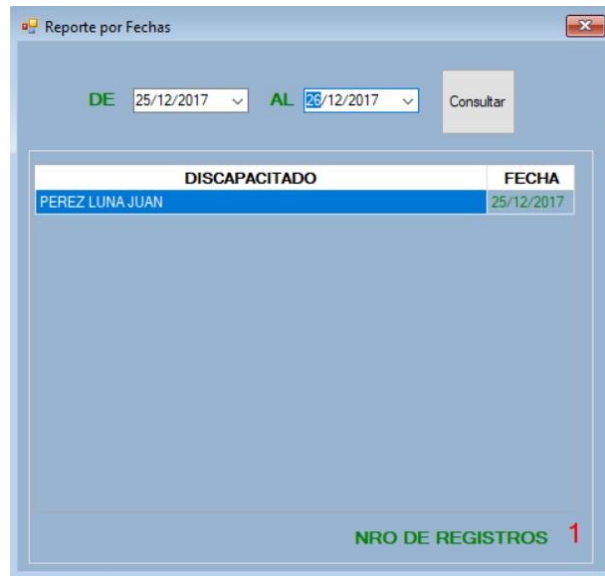 Reporte por Fechas
DE 25/12/2017 AL 26/12/2017 Consultar
DISCAPACITADO FECHA
PEREZ LUNA JUAN 25/12/2017
NRO DE REGISTROS 1